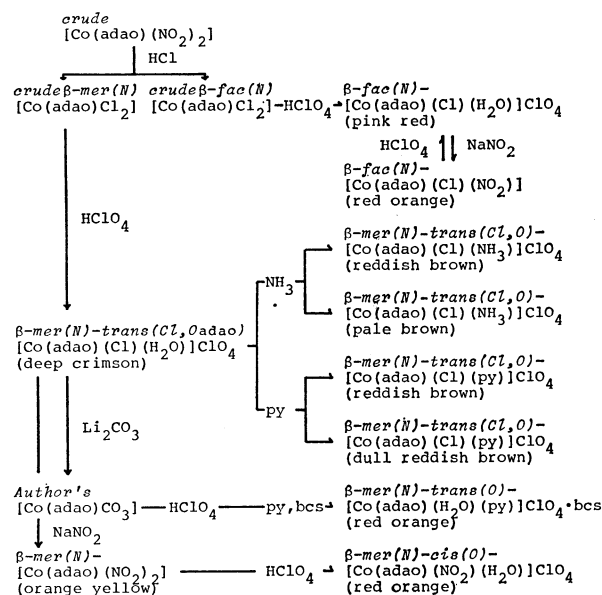 crude
[Co(adao)(NO2)2]
HCl
crude β-mer(N) crude β-fac(N)
[Co(adao)Cl2] [Co(adao)Cl2]-HClO4
β-fac(N)-
[Co(adao)(Cl)(H2O)]ClO4
(pink red)
HClO4 NaNO2
β-fac(N)-
[Co(adao)(Cl)(NO2)]
(red orange)
HClO4
β-mer(N)-trans(Cl,O)-
[Co(adao)(Cl)(NH3)]ClO4
(reddish brown)
NH3
β-mer(N)-trans(Cl,O)-
[Co(adao)(Cl)(NH3)]ClO4
(pale brown)
β-mer(N)-trans(Cl,Oadao)
[Co(adao)(Cl)(H2O)]ClO4
(deep crimson)
β-mer(N)-trans(Cl,O)-
[Co(adao)(Cl)(py)]ClO4
(reddish brown)
py
β-mer(N)-trans(Cl,O)-
[Co(adao)(Cl)(py)]ClO4
(dull reddish brown)
Li2CO3
Author's
[Co(adao)CO3] HClO4 py,bcs
β-mer(N)-trans(O)-
[Co(adao)(H2O)(py)]ClO4·bcs
(red orange)
NaNO2
β-mer(N)-
[Co(adao)(NO2)2] HClO4
(orange yellow)
β-mer(N)-cis(O)-
[Co(adao)(NO2)(H2O)]ClO4
(red orange)